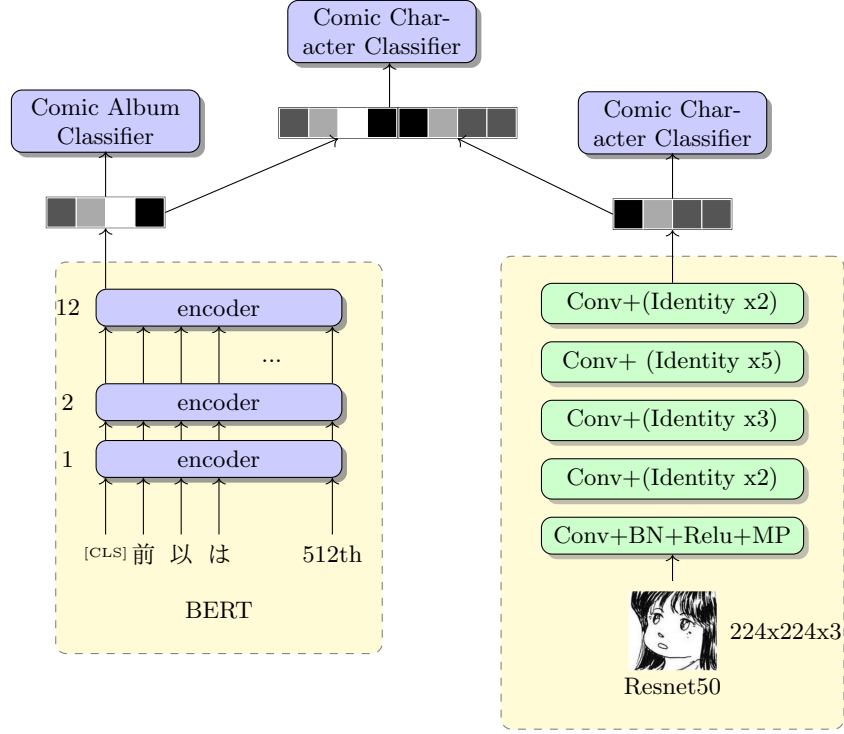 Comic Char-
acter Classifier
Comic Album
Classifier
Comic Char-
acter Classifier
12
encoder
...
2
encoder
1
encoder
[CLS] 前 以 は 512th
BERT
Conv+(Identity x2)
Conv+ (Identity x5)
Conv+(Identity x3)
Conv+(Identity x2)
Conv+BN+Relu+MP
224x224x3
Resnet50